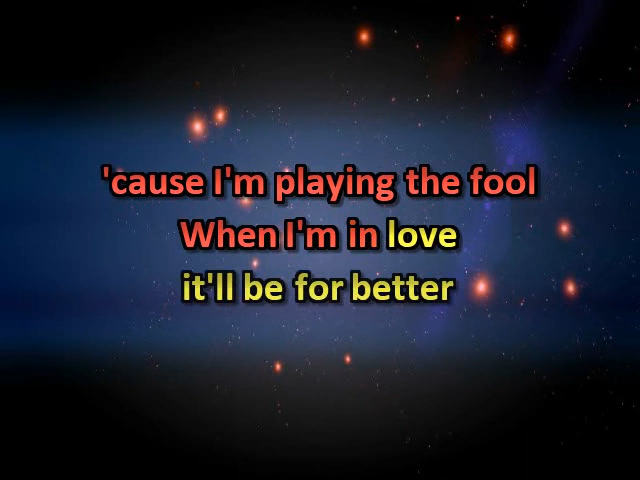 'cause I'm playing the fool
When I'm in love
it'll be for better